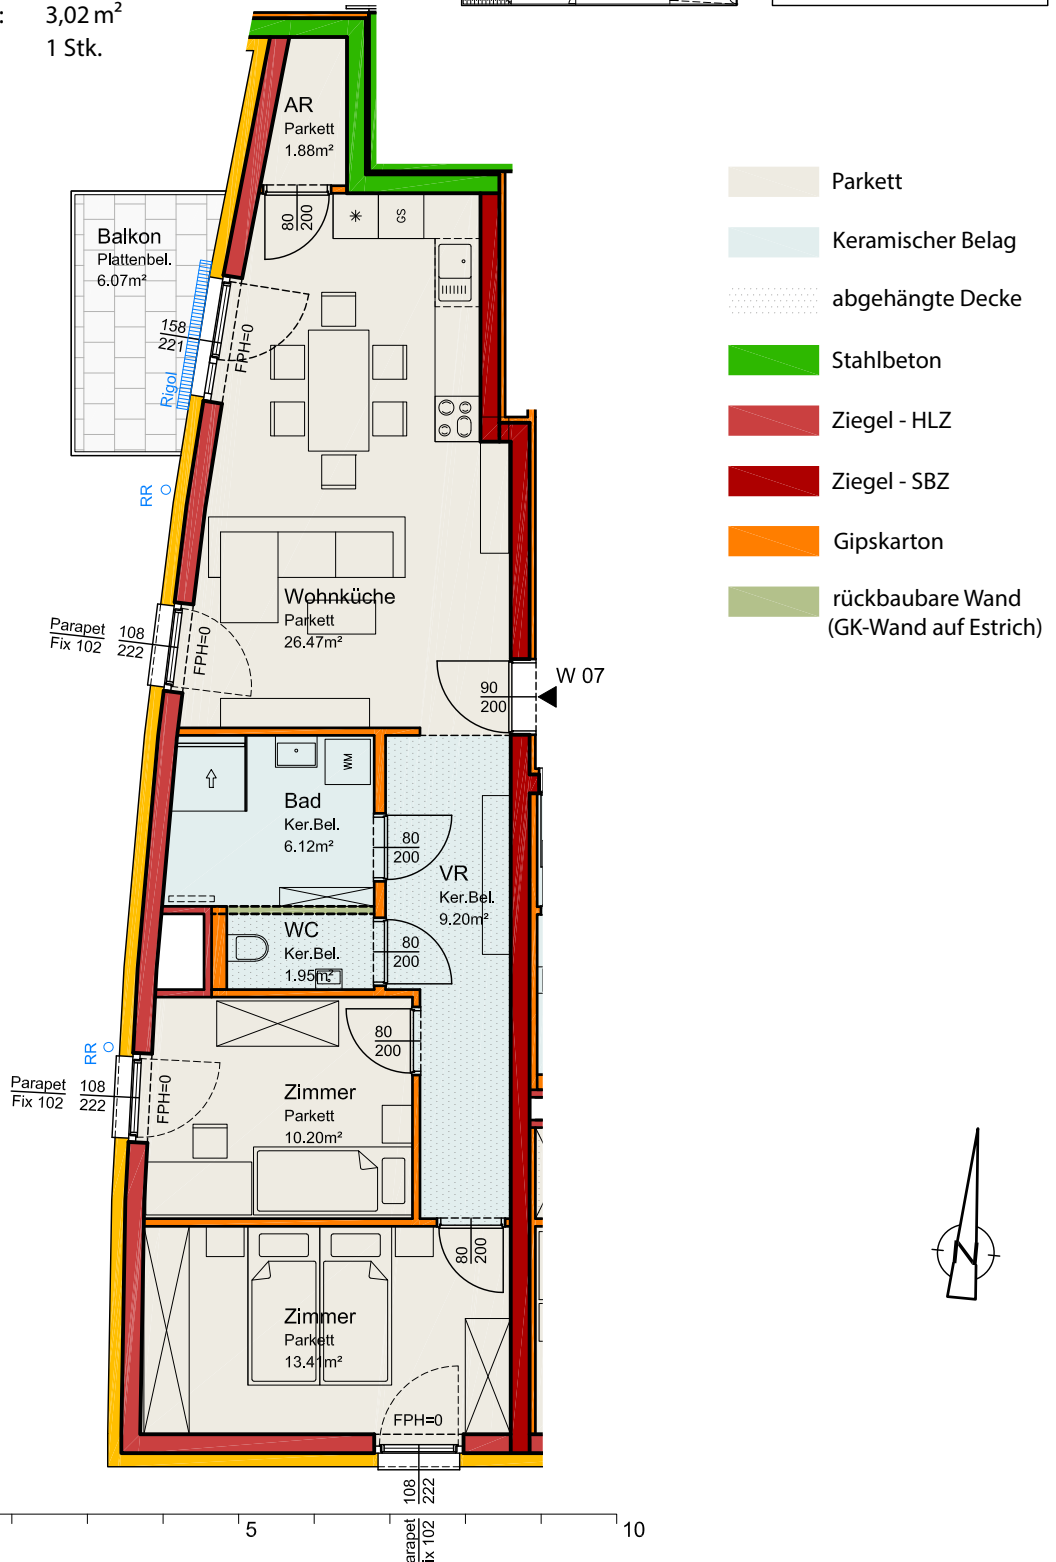 : 3,02 m²
1 Stk.
AR
Parkett
1.88m²
80
200
GS
Balkon
Plattenbel.
6.07m²
158
221
FPH=0
Rigol
RR
Wohnküche
Parkett
26.47m²
Parapet
Fix 102
108
222
FPH=0
90
200
W 07
WM
Bad
Ker.Bel.
6.12m²
80
200
VR
Ker.Bel.
9.20m²
WC
Ker.Bel.
1.95m²
80
200
80
200
RR
Parapet
Fix 102
108
222
FPH=0
Zimmer
Parkett
10.20m²
80
200
Zimmer
Parkett
13.41m²
FPH=0
108
222
arapet
ix 102
5
10
Parkett
Keramischer Belag
abgehängte Decke
Stahlbeton
Ziegel - HLZ
Ziegel - SBZ
Gipskarton
rückbaubare Wand
(GK-Wand auf Estrich)
N